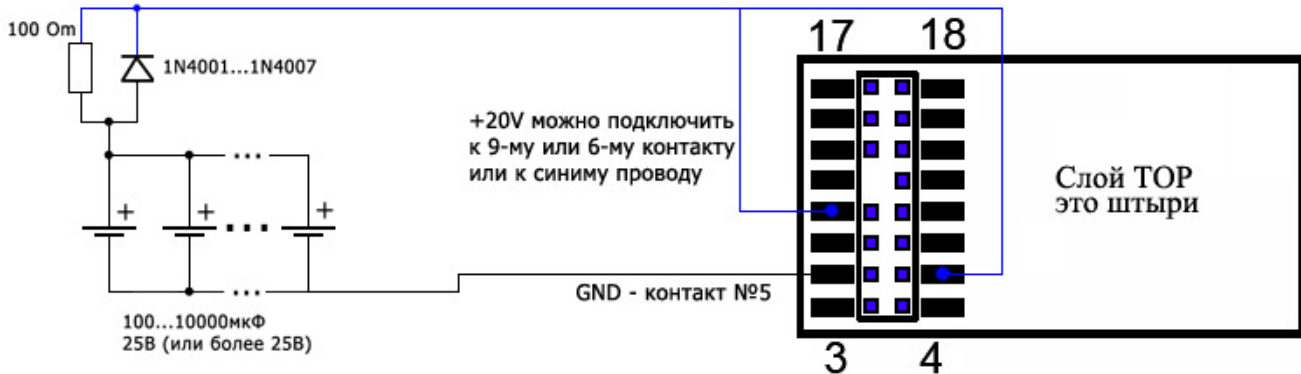 100 Om
1N4001...1N4007
17
18
+20V можно подключить
к 9-му или 6-му контакту
или к синиму проводу
Слой TOP
это штыри
+
+
+
GND - контакт №5
100...10000мкФ
25В (или более 25В)
3
4